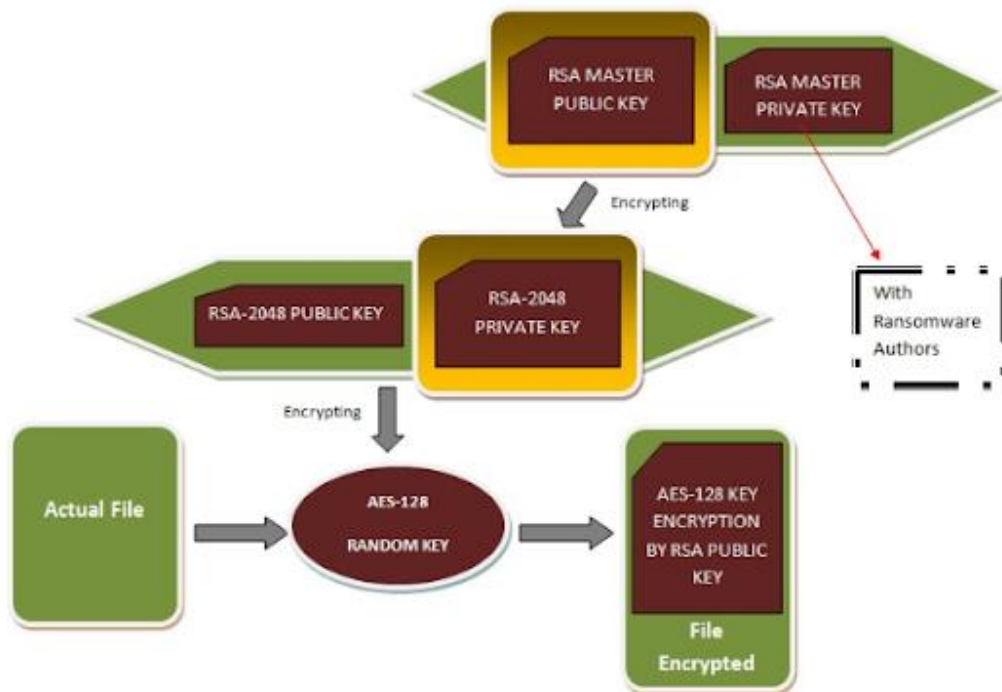 RSA MASTER
PUBLIC KEY
RSA MASTER
PRIVATE KEY
Encrypting
With
Ransomware
Authors
RSA-2048 PUBLIC KEY
RSA-2048
PRIVATE KEY
Encrypting
Actual File
AES-128
RANDOM KEY
AES-128 KEY
ENCRYPTION
BY RSA PUBLIC
KEY
File
Encrypted